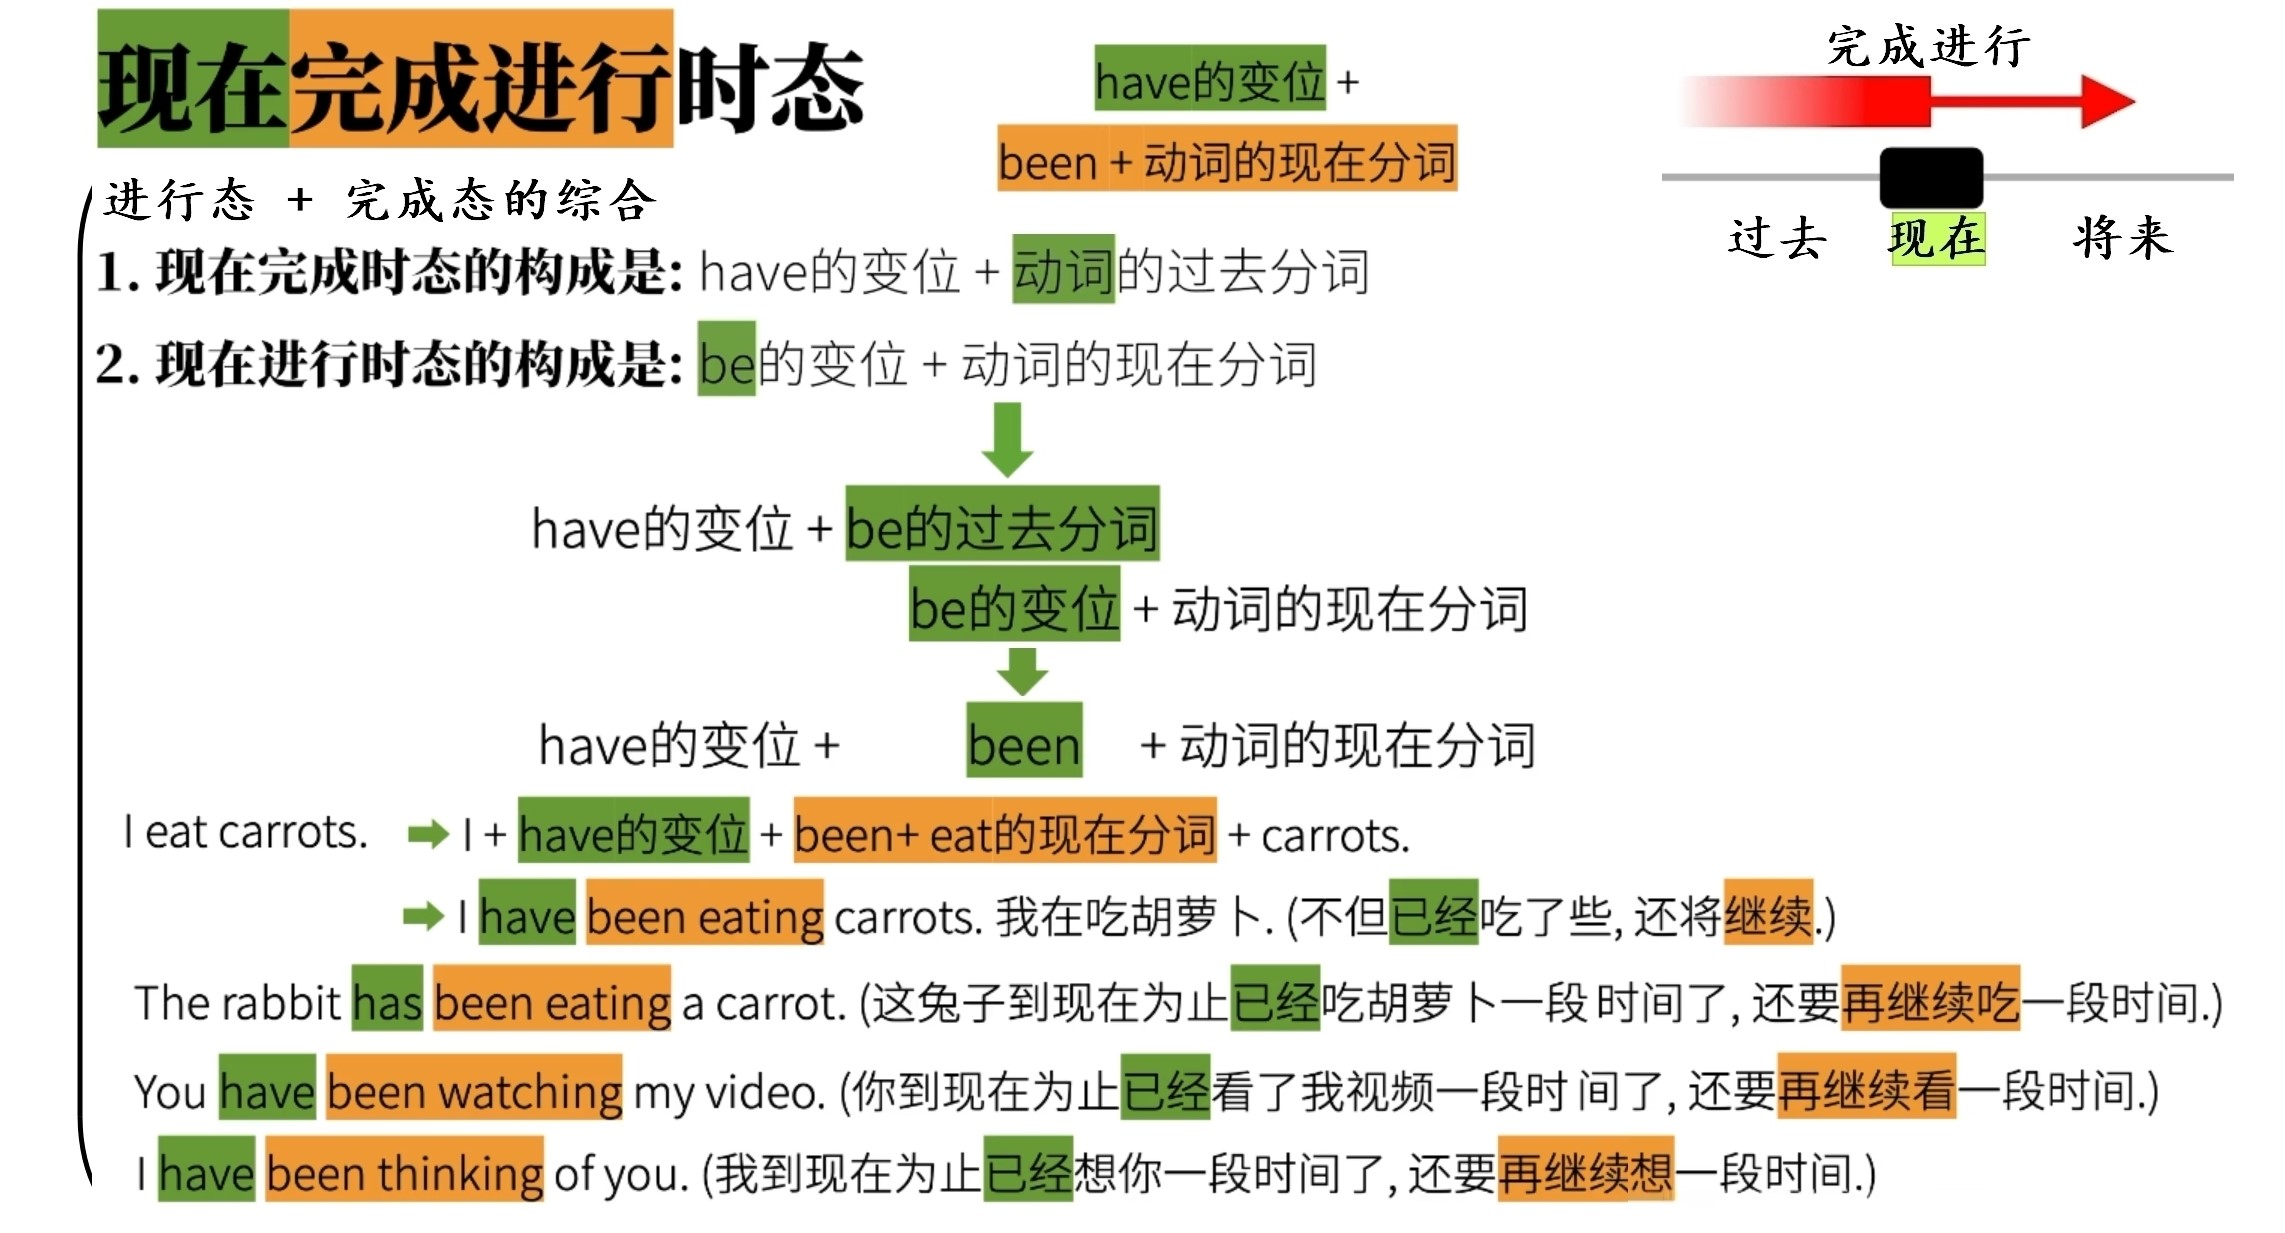 现在完成进行时态
have的变位 +
been + 动词的现在分词
完成进行
过去 现在 将来
进行态 + 完成态的综合
1. 现在完成时态的构成是: have的变位 + 动词的过去分词
2. 现在进行时态的构成是: be的变位 + 动词的现在分词
have的变位 + be的过去分词
be的变位 + 动词的现在分词
have的变位 + been + 动词的现在分词
I eat carrots. I + have的变位 + been+ eat的现在分词 + carrots.
I have been eating carrots. 我在吃胡萝卜. (不但已经吃了些, 还将继续.)
The rabbit has been eating a carrot. (这兔子到现在为止已经吃胡萝卜一段时间了, 还要再继续吃一段时间.)
You have been watching my video. (你到现在为止已经看了我视频一段时间了, 还要再继续看一段时间.)
I have been thinking of you. (我到现在为止已经想你一段时间了, 还要再继续想一段时间.)